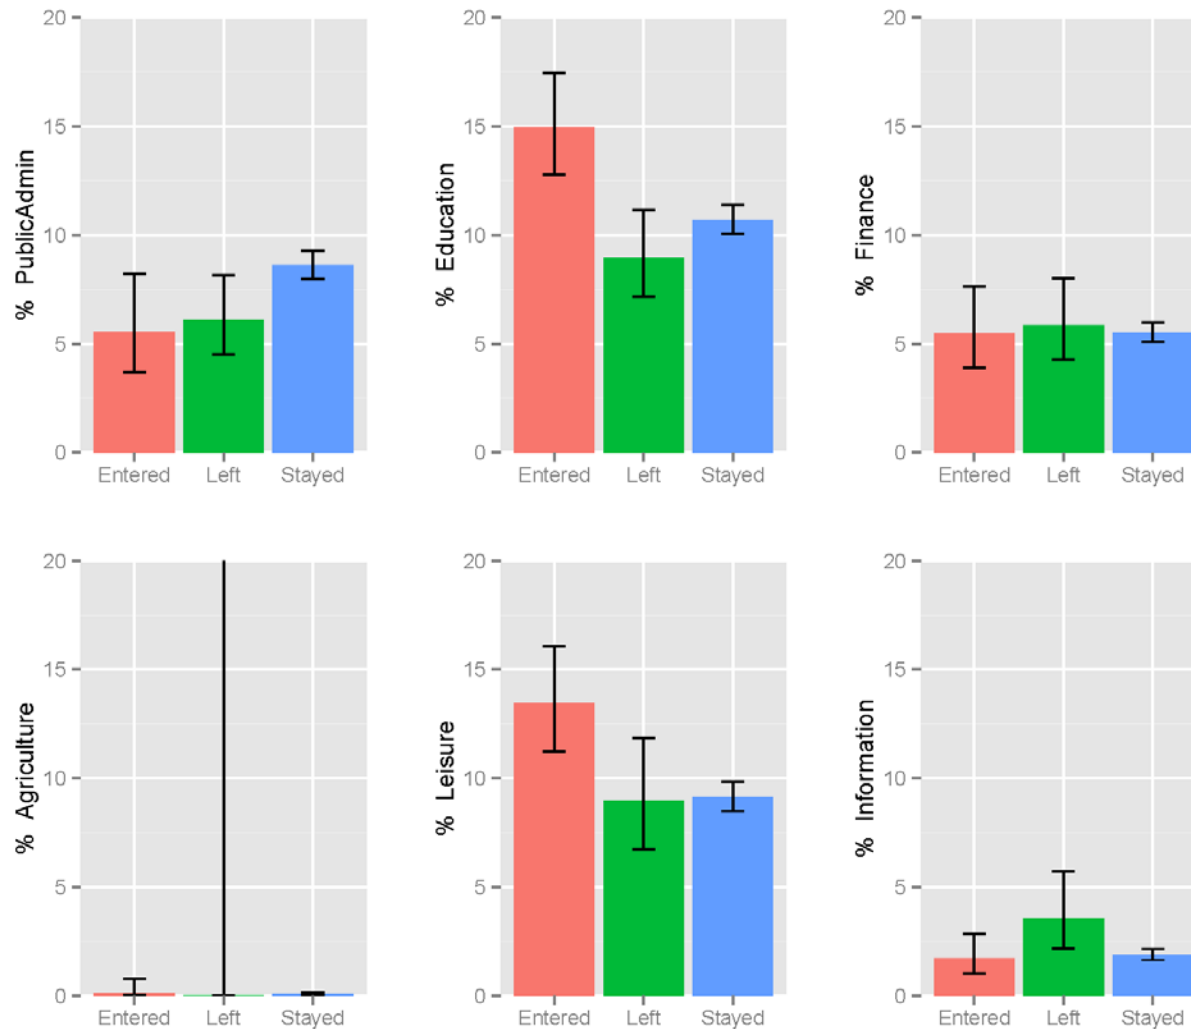 % PublicAdmin
20
15
10
5
0
Entered Left Stayed
% Education
20
15
10
5
0
Entered Left Stayed
% Finance
20
15
10
5
0
Entered Left Stayed
% Agriculture
20
15
10
5
0
Entered Left Stayed
% Leisure
20
15
10
5
0
Entered Left Stayed
% Information
20
15
10
5
0
Entered Left Stayed